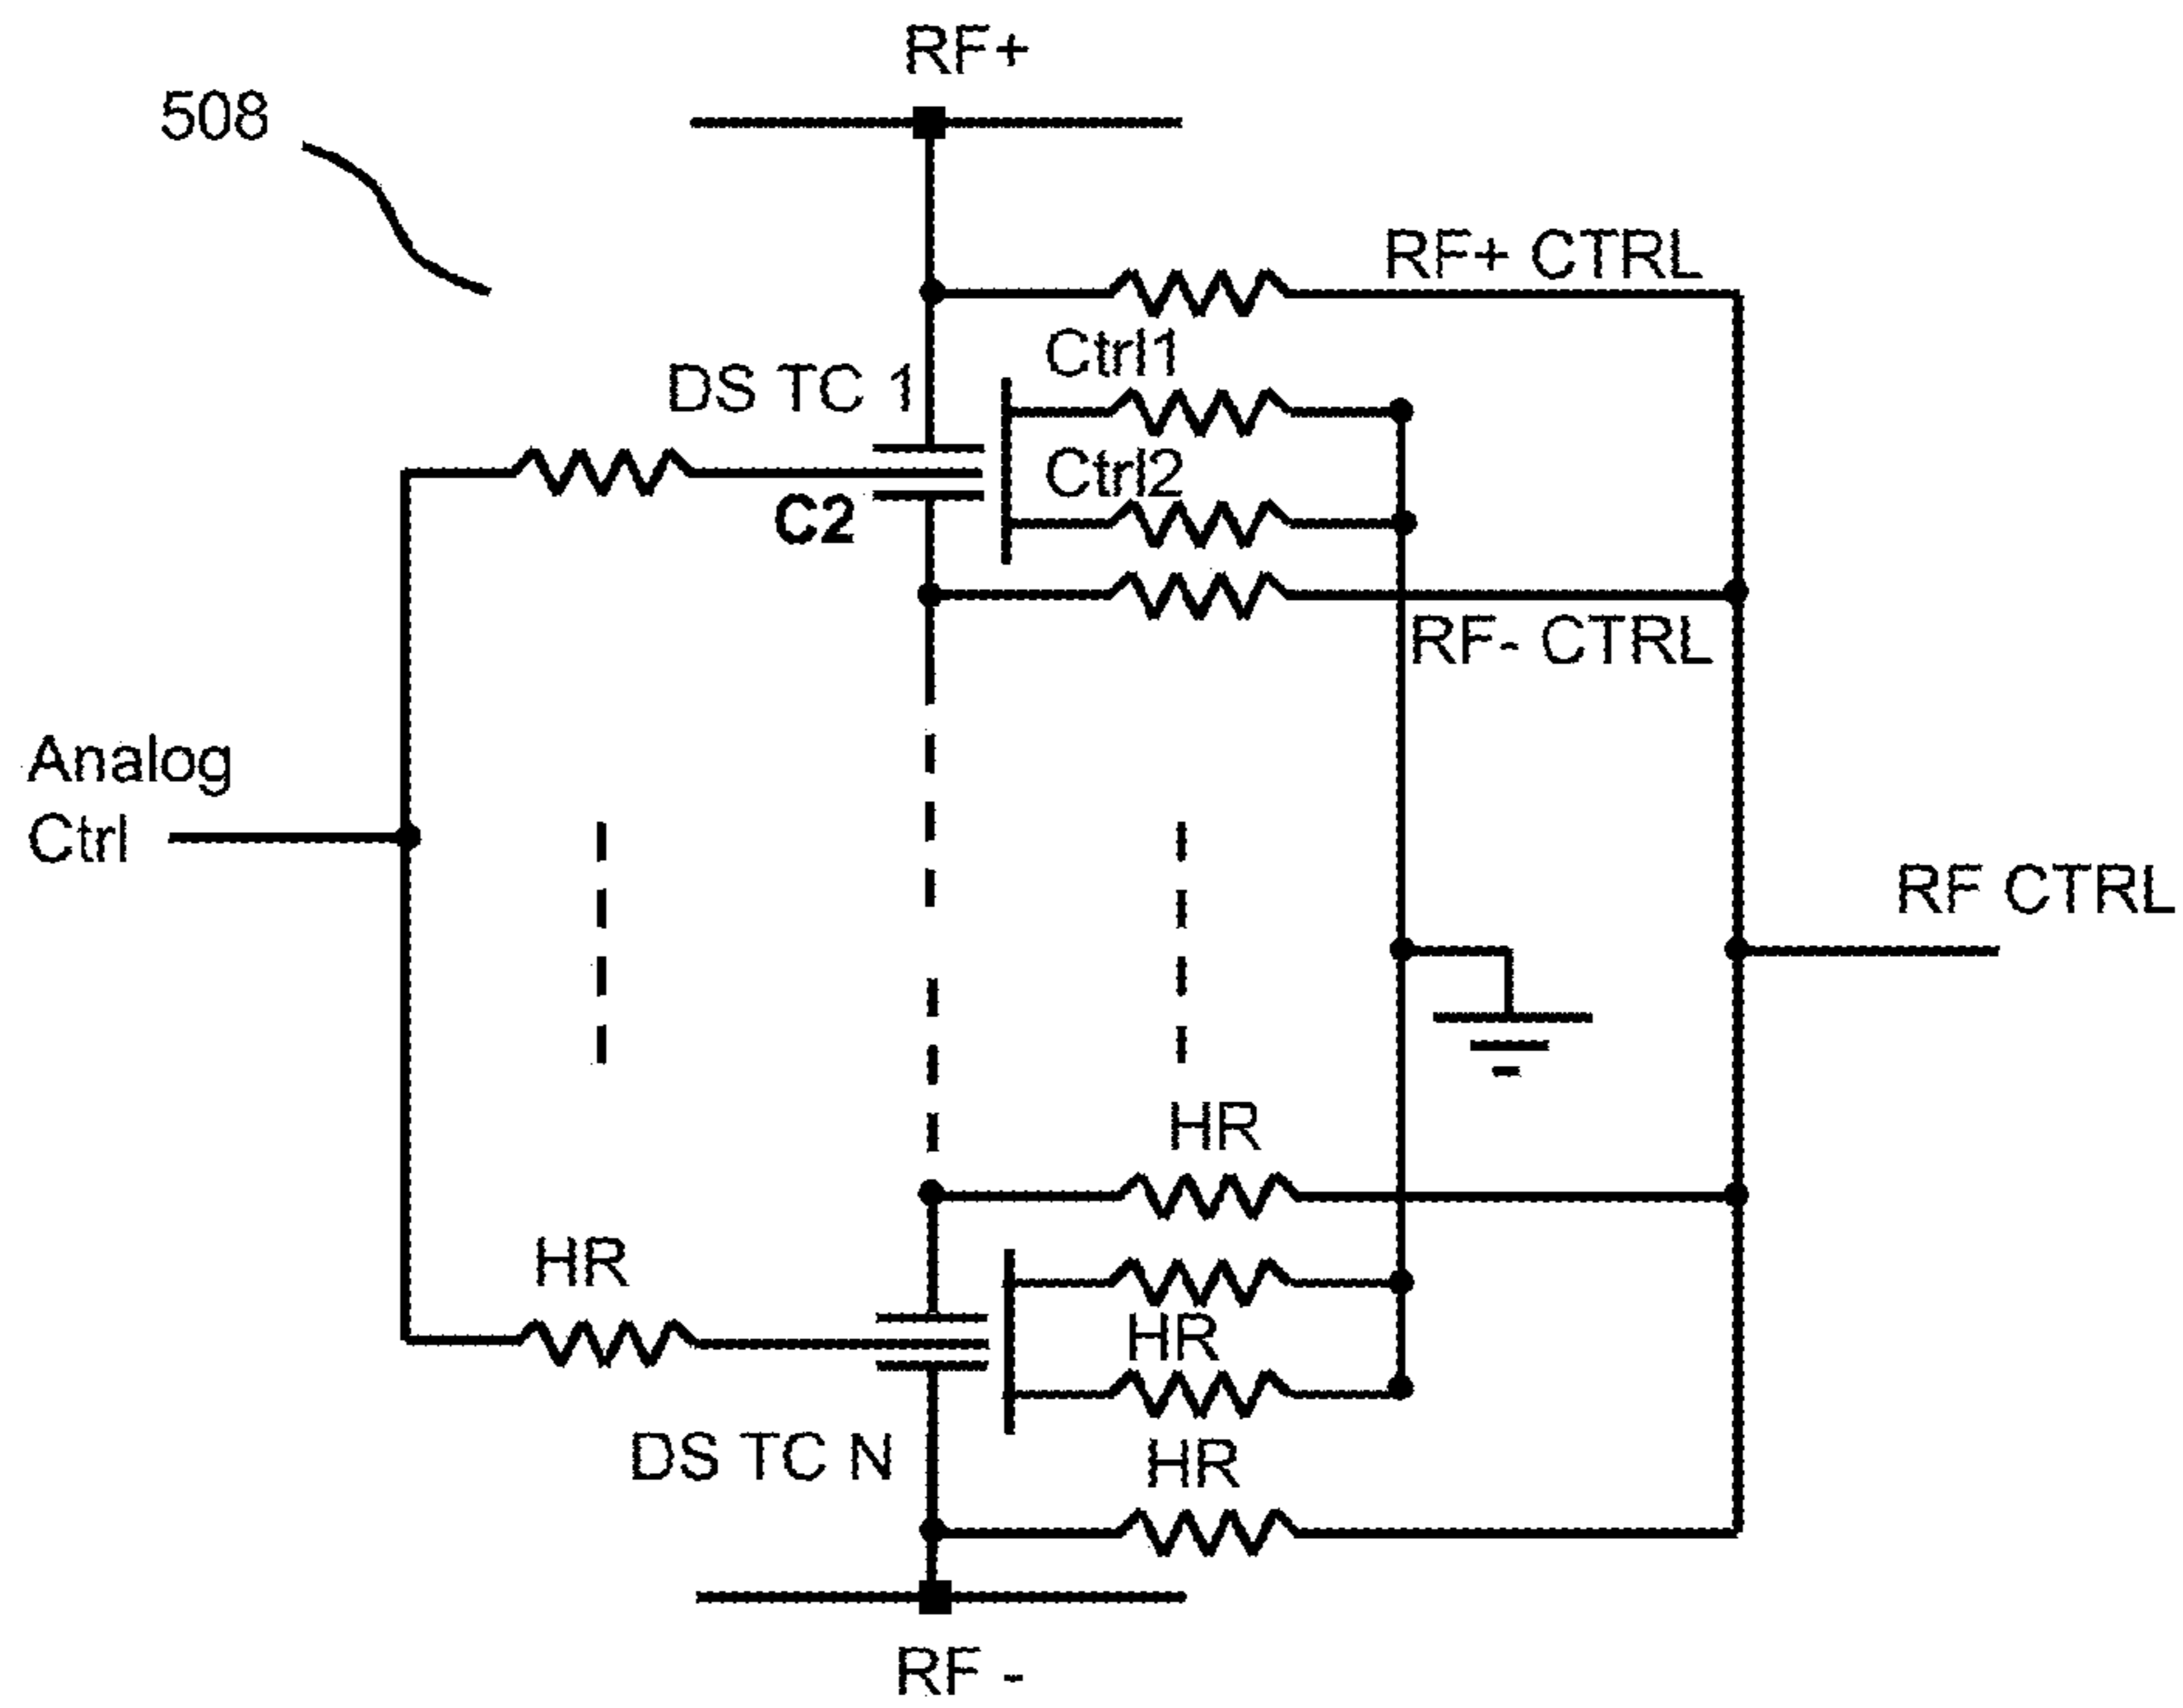 RF+
508
RF+ CTRL
Ctrl1
DS TC 1
Ctrl2
C2
RF- CTRL
Analog
Ctrl
RF CTRL
HR
HR
HR
DS TC N
HR
RF -